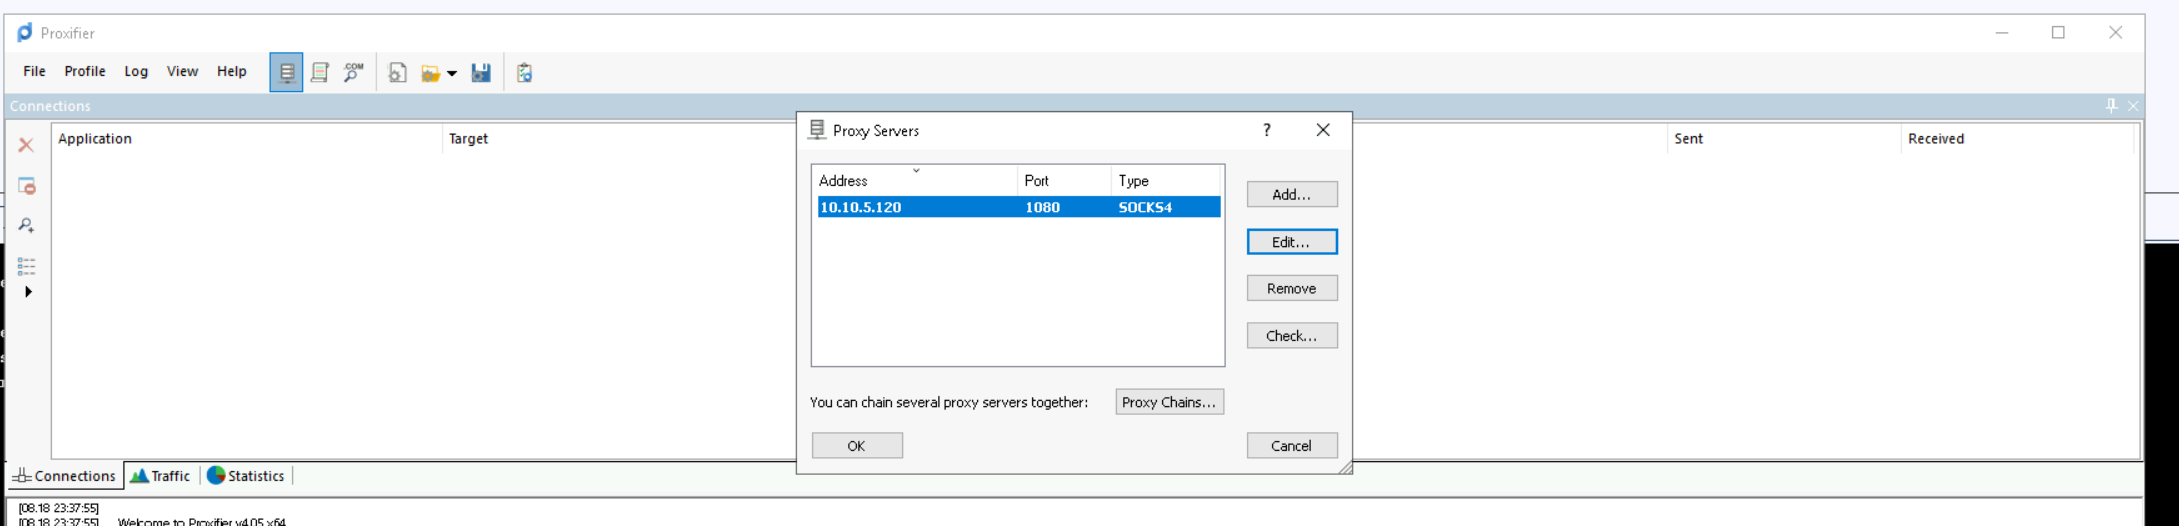 Proxifier
File Profile Log View Help .COM
Connections
Application Target Sent Received
Proxy Servers ?
Address Port Type
10.10.5.120 1080 SOCKS4
Add...
Edit...
Remove
Check...
You can chain several proxy servers together: Proxy Chains...
OK Cancel
Connections Traffic Statistics
[08.18 23:37:55]
[08.18 23:37:55] Welcome to Proxifier v4.05 x64